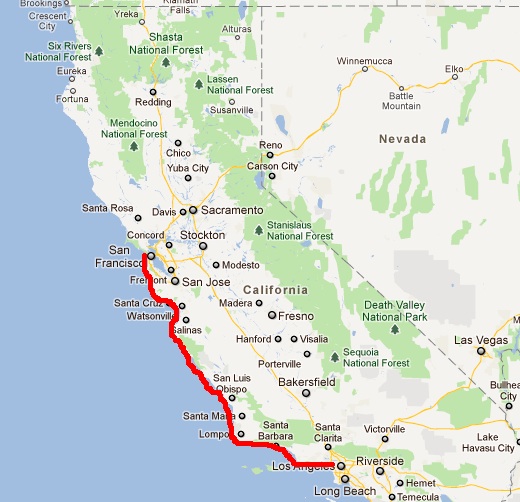 Brookings
Crescent
City
Klamath
Falls
Yreka
Alturas
Shasta
National Forest
Six Rivers
National Forest
Eureka
Fortuna
Lassen
National Forest
Redding
Susanville
Winnemucca
Elko
Battle
Mountain
Mendocino
National Forest
Chico
Yuba City
Reno
Carson City
Nevada
Santa Rosa
Davis
Sacramento
Concord
Stockton
Stanislaus
National Forest
San
Francisco
Modesto
Fremont
San Jose
California
Madera
Santa Cruz
Watsonville
Fresno
Death Valley
National Park
Salinas
Hanford
Visalia
Las Vegas
Porterville
Sequoia
National Forest
San Luis
Obispo
Bakersfield
Bullhead
City
Santa Maria
Lompoc
Santa
Barbara
Santa
Clarita
Victorville
Lake
Havasu City
Los Angeles
Riverside
Hemet
Long Beach
Temecula